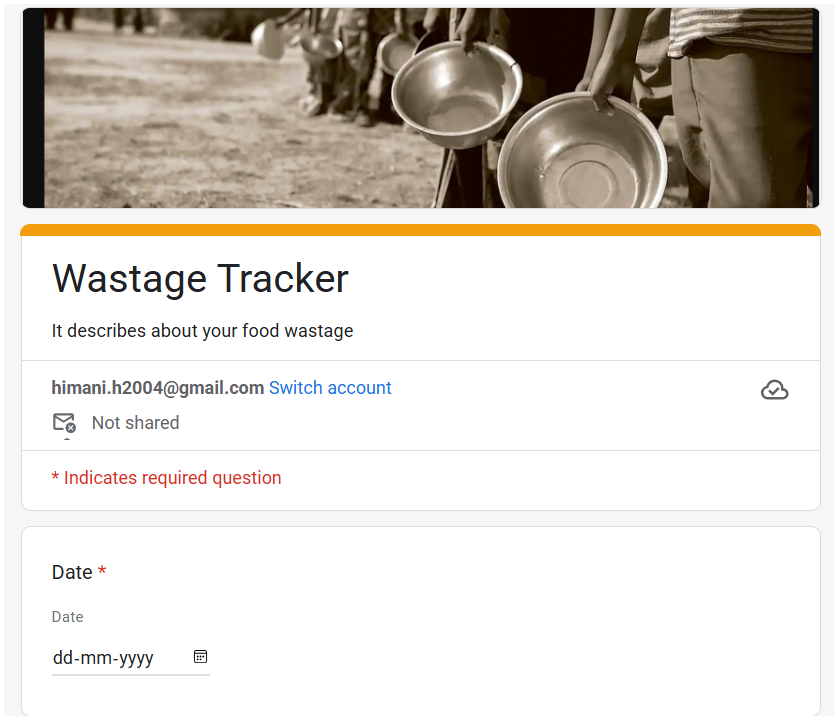 Wastage Tracker
It describes about your food wastage
himani.h2004@gmail.com Switch account
Not shared
* Indicates required question
Date *
Date
dd-mm-yyyy